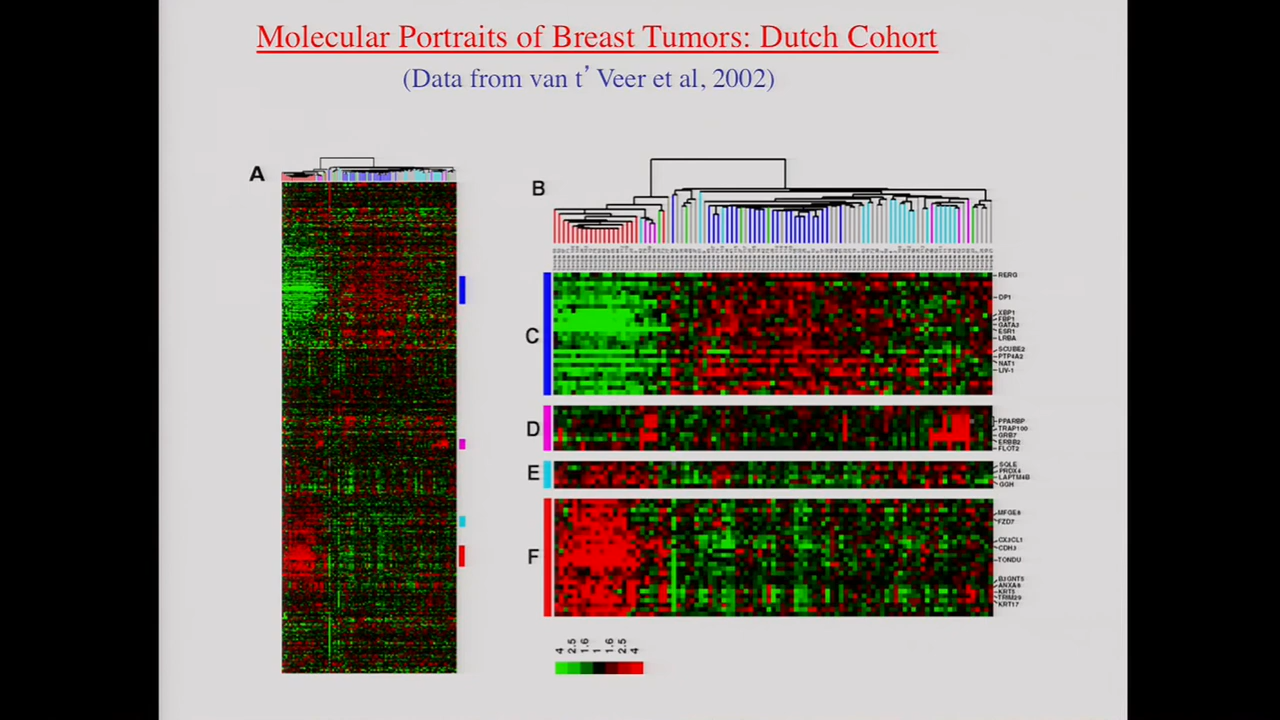 Molecular Portraits of Breast Tumors: Dutch Cohort
(Data from van t' Veer et al, 2002)
A
B
C
RERG
DP1
XBP1
FBP1
GATA3
ESR1
LRBA
SCUBE2
PTP4A2
NAT1
LIV-1
D
PPARBP
TRAP100
GRB7
ERBB2
FLOT2
E
SQLE
PRDX4
LAPTM4B
GGH
F
MFGE8
FZD7
CX3CL1
CDH3
TONDU
B3GNT5
ANXA8
KRT5
TRIM29
KRT17
4 2.5 1.6 1 1.6 2.5 4